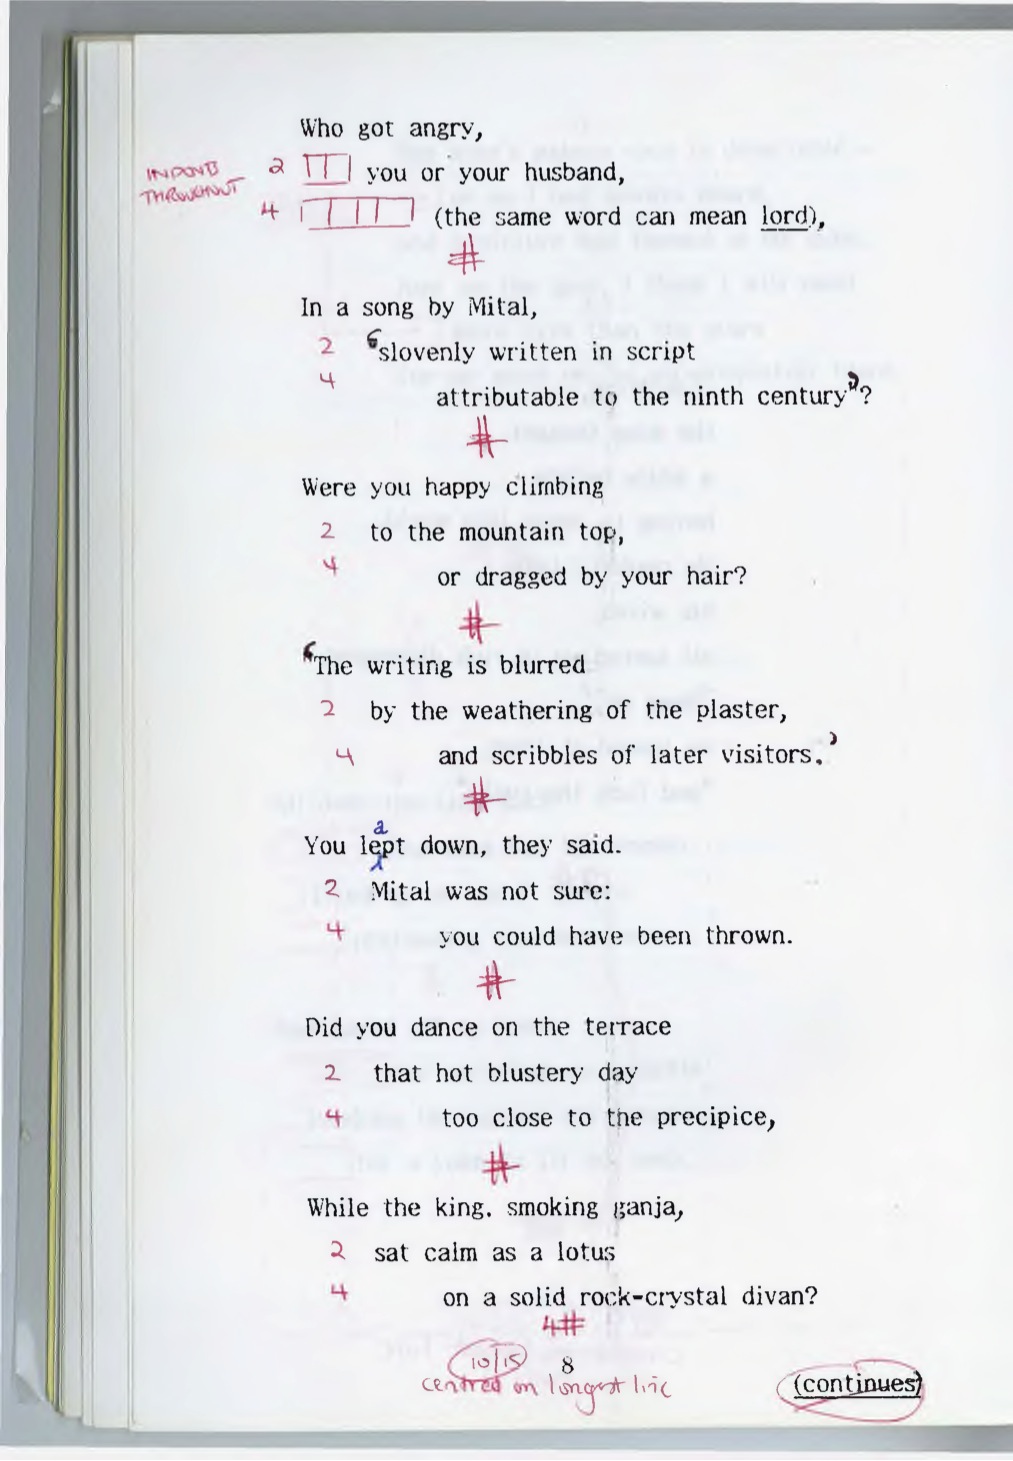 Who got angry,
INDENTS THROUGHOUT
2 you or your husband,
4 (the same word can mean lord),
#
In a song by Mital,
2 ‘slovenly written in script
4 attributable to the ninth century’?
#
Were you happy climbing
2 to the mountain top,
4 or dragged by your hair?
#
‘The writing is blurred
2 by the weathering of the plaster,
4 and scribbles of later visitors.’
#
a
You lept down, they said.
2 Mital was not sure:
4 you could have been thrown.
#
Did you dance on the terrace
2 that hot blustery day
4 too close to the precipice,
#
While the king, smoking ganja,
2 sat calm as a lotus
4 on a solid rock-crystal divan?
4#
10/15 8
centred on longest line
(continues)